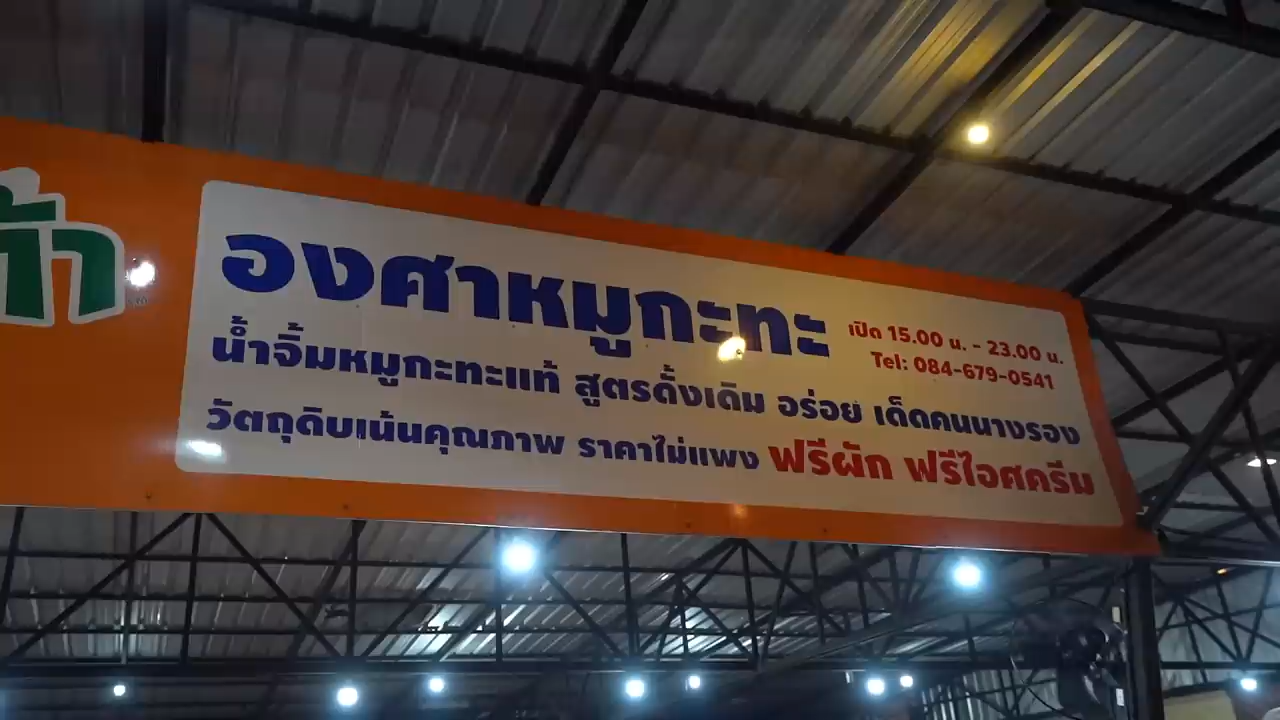 องศาหมูกะทะ
เปิด 15.00 น. - 23.00 น.
Tel: 084-679-0541
น้ำจิ้มหมูกะทะแท้ สูตรดั้งเดิม อร่อย เด็ดคนนางรอง
วัตถุดิบเน้นคุณภาพ ราคาไม่แพง ฟรีผัก ฟรีไอศครีม